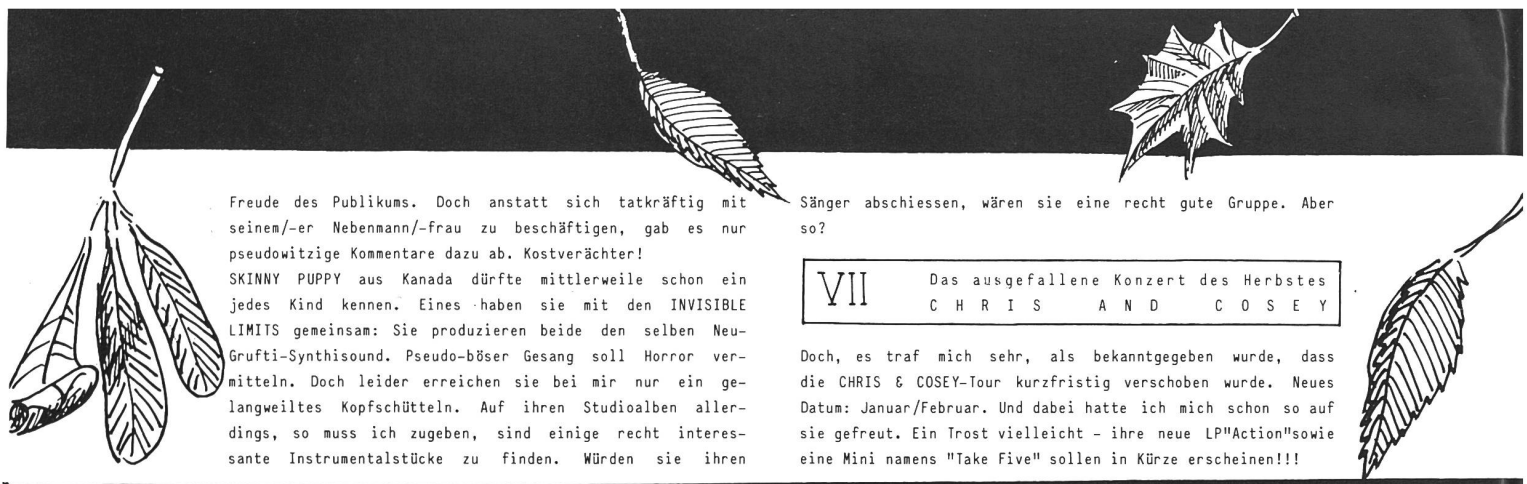 Freude des Publikums. Doch anstatt sich tatkräftig mit
seinem/-er Nebenmann/-frau zu beschäftigen, gab es nur
pseudowitzige Kommentare dazu ab. Kostverächter!
SKINNY PUPPY aus Kanada dürfte mittlerweile schon ein
jedes Kind kennen. Eines haben sie mit den INVISIBLE
LIMITS gemeinsam: Sie produzieren beide den selben Neu-
Grufti-Synthisound. Pseudo-böser Gesang soll Horror ver-
mitteln. Doch leider erreichen sie bei mir nur ein ge-
langweiltes Kopfschütteln. Auf ihren Studioalben aller-
dings, so muss ich zugeben, sind einige recht interes-
sante Instrumentalstücke zu finden. Würden sie ihren
Sänger abschiessen, wären sie eine recht gute Gruppe. Aber
so?
VII
Das ausgefallene Konzert des Herbstes
CHRIS AND COSEY
Doch, es traf mich sehr, als bekanntgegeben wurde, dass
die CHRIS & COSEY-Tour kurzfristig verschoben wurde. Neues
Datum: Januar/Februar. Und dabei hatte ich mich schon so auf
sie gefreut. Ein Trost vielleicht - ihre neue LP"Action"sowie
eine Mini namens "Take Five" sollen in Kürze erscheinen!!!